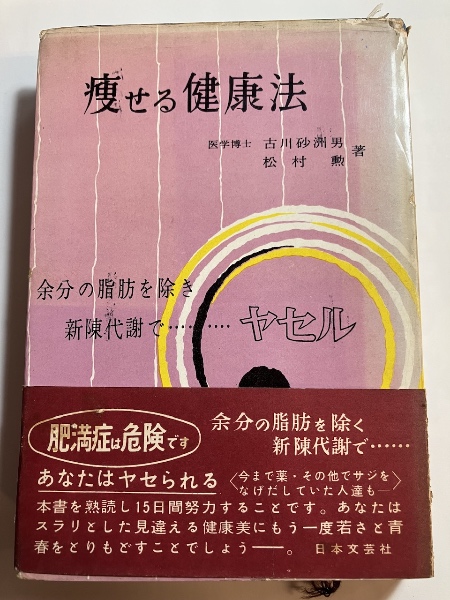 痩せる健康法
医学博士 古川砂洲男
松村勲 著
余分の脂肪を除き
新陳代謝で…………ヤセル
肥満症は危険です
余分の脂肪を除く
新陳代謝で……
あなたはヤセられる〈今まで薬・その他でサジを
なげだしていた人達も―〉
本書を熟読し15日間努力することです。あなたは
スラリとした見違える健康美にもう一度若さと青
春をとりもどすことでしょう――。 日本文芸社